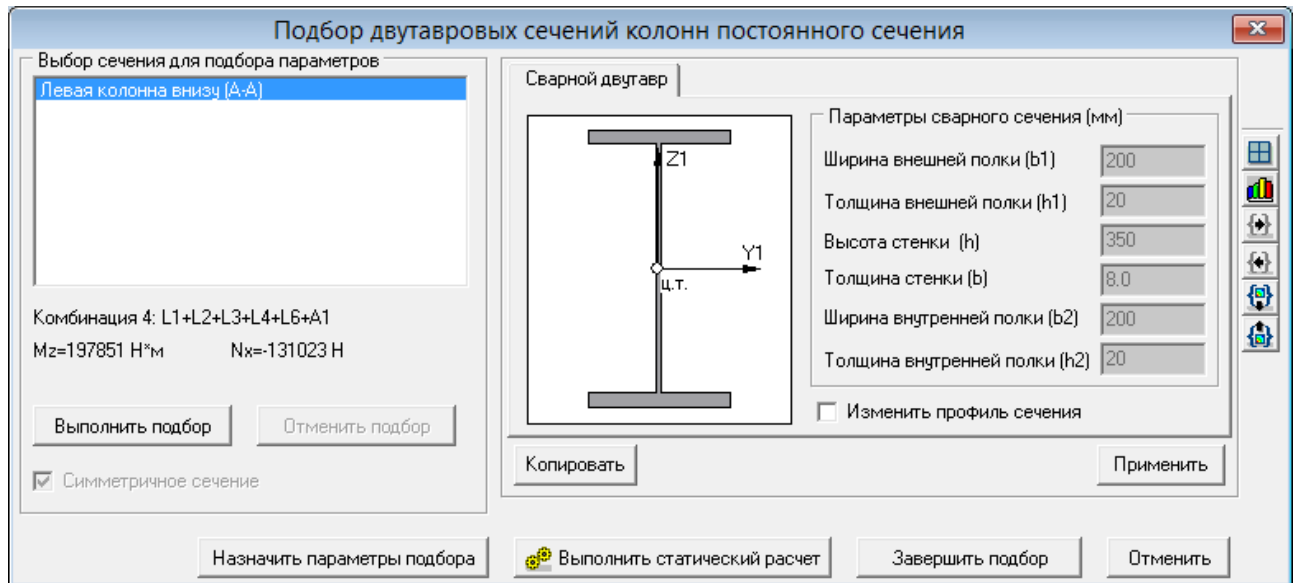 Подбор двутавровых сечений колонн постоянного сечения
Выбор сечения для подбора параметров
Левая колонна внизу (А-А)
Комбинация 4: L1+L2+L3+L4+L6+A1
Mz=197851 Н*м Nx=-131023 Н
Выполнить подбор
Отменить подбор
Симметричное сечение
Сварной двутавр
Z1
Y1
ц.т.
Параметры сварного сечения (мм)
Ширина внешней полки (b1) 200
Толщина внешней полки (h1) 20
Высота стенки (h) 350
Толщина стенки (b) 8.0
Ширина внутренней полки (b2) 200
Толщина внутренней полки (h2) 20
Изменить профиль сечения
Копировать
Применить
Назначить параметры подбора
Выполнить статический расчет
Завершить подбор
Отменить